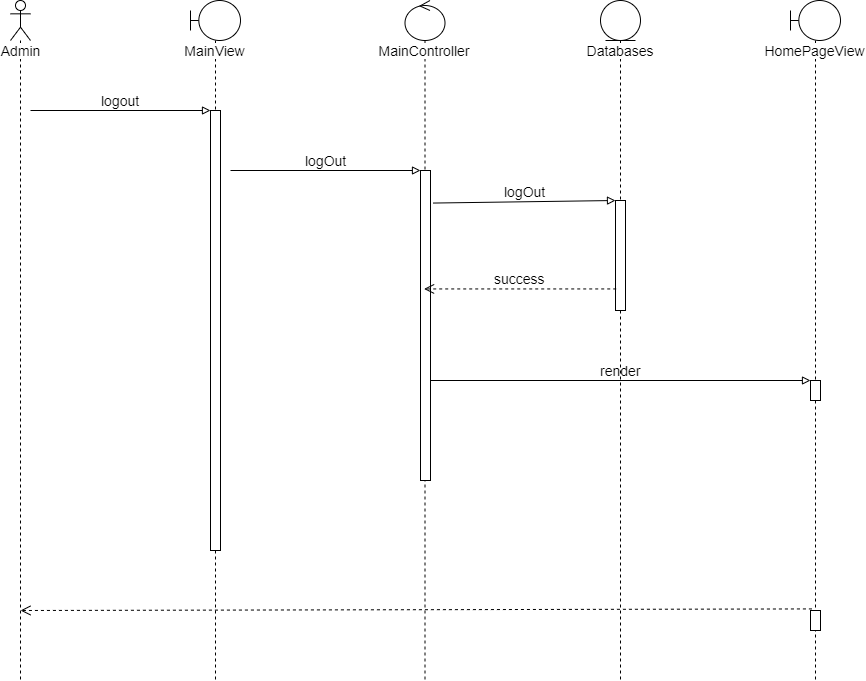 Admin
MainView
MainController
Databases
HomePageView
logout
logOut
logOut
success
render